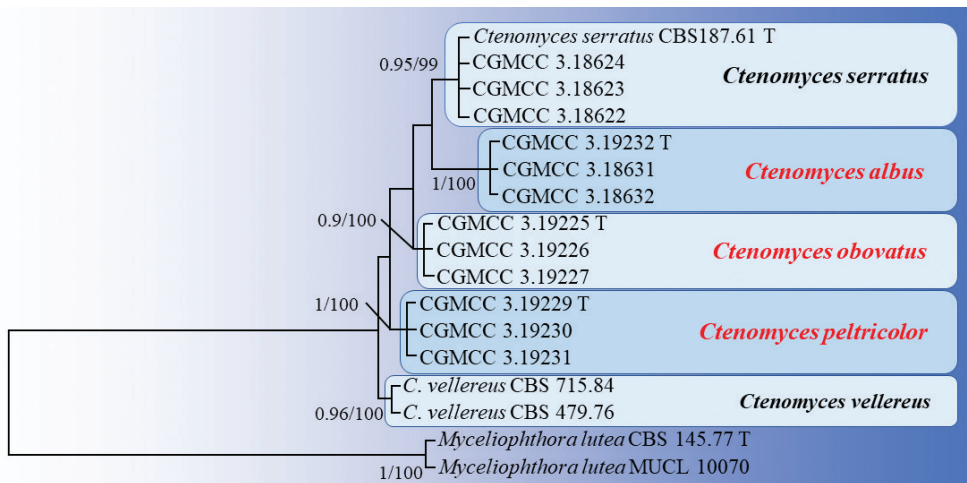 Ctenomyces serratus CBS187.61 T
0.95/99
CGMCC 3.18624
Ctenomyces serratus
CGMCC 3.18623
CGMCC 3.18622
CGMCC 3.19232 T
CGMCC 3.18631
Ctenomyces albus
1/100
CGMCC 3.18632
0.9/100
CGMCC 3.19225 T
CGMCC 3.19226
Ctenomyces obovatus
CGMCC 3.19227
1/100
CGMCC 3.19229 T
CGMCC 3.19230
Ctenomyces peltricolor
CGMCC 3.19231
C. vellereus CBS 715.84
Ctenomyces vellereus
0.96/100
C. vellereus CBS 479.76
Myceliophthora lutea CBS 145.77 T
1/100
Myceliophthora lutea MUCL 10070